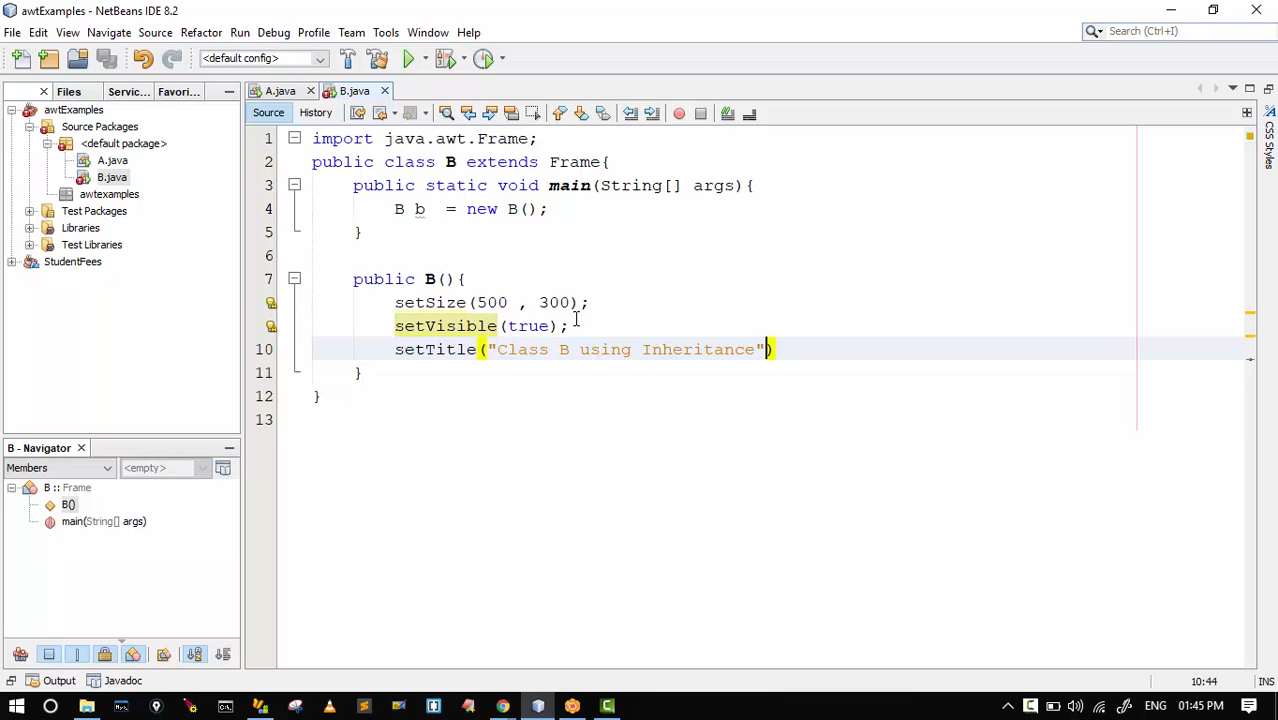 awtExamples - NetBeans IDE 8.2
File Edit View Navigate Source Refactor Run Debug Profile Team Tools Window Help
Search (Ctrl+I)
<default config>
Files Servic... Favori...
A.java B.java
Source History
awtExamples
Source Packages
<default package>
A.java
B.java
awtexamples
Test Packages
Libraries
Test Libraries
StudentFees
1 import java.awt.Frame;
2 public class B extends Frame{
3 public static void main(String[] args){
4 B b = new B();
5 }
6
7 public B(){
8 setSize(500 , 300);
9 setVisible(true);
10 setTitle("Class B using Inheritance")
11 }
12 }
13
CSS Styles
B - Navigator
Members <empty>
B :: Frame
B()
main(String[] args)
Output Javadoc
10:44 INS
ENG 01:45 PM